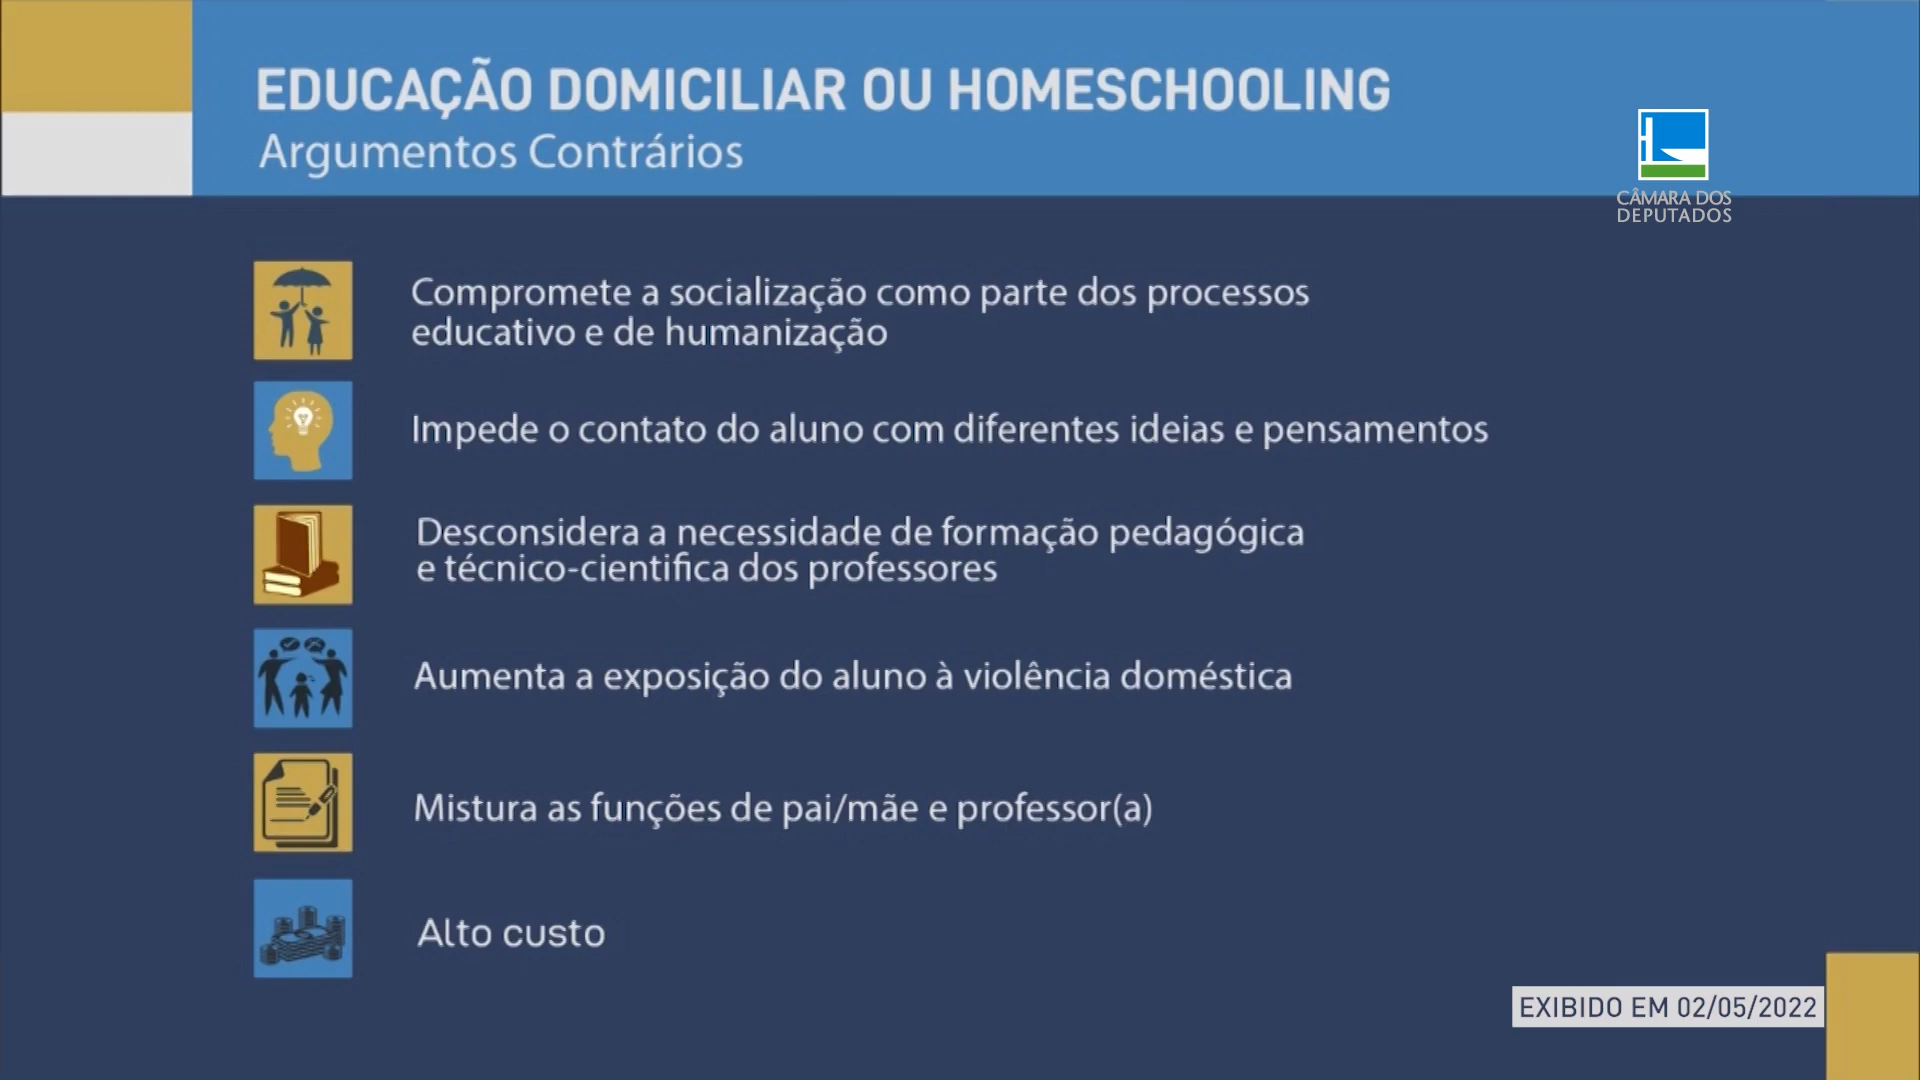 EDUCAÇÃO DOMICILIAR OU HOMESCHOOLING
Argumentos Contrários
CÂMARA DOS
DEPUTADOS
Compromete a socialização como parte dos processos
educativo e de humanização
Impede o contato do aluno com diferentes ideias e pensamentos
Desconsidera a necessidade de formação pedagógica
e técnico-cientifica dos professores
Aumenta a exposição do aluno à violência doméstica
Mistura as funções de pai/mãe e professor(a)
Alto custo
EXIBIDO EM 02/05/2022